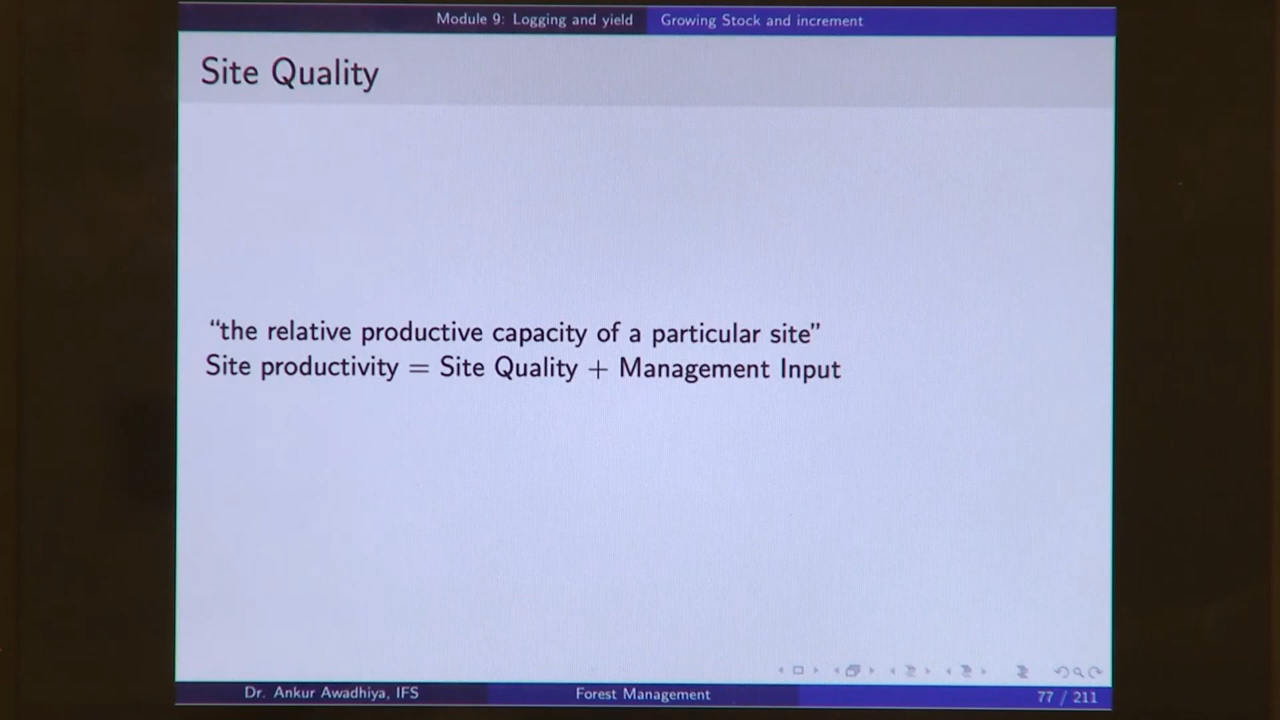 Module 9: Logging and yield Growing Stock and increment
Site Quality
“the relative productive capacity of a particular site”
Site productivity = Site Quality + Management Input
Dr. Ankur Awadhiya, IFS Forest Management 77 / 211